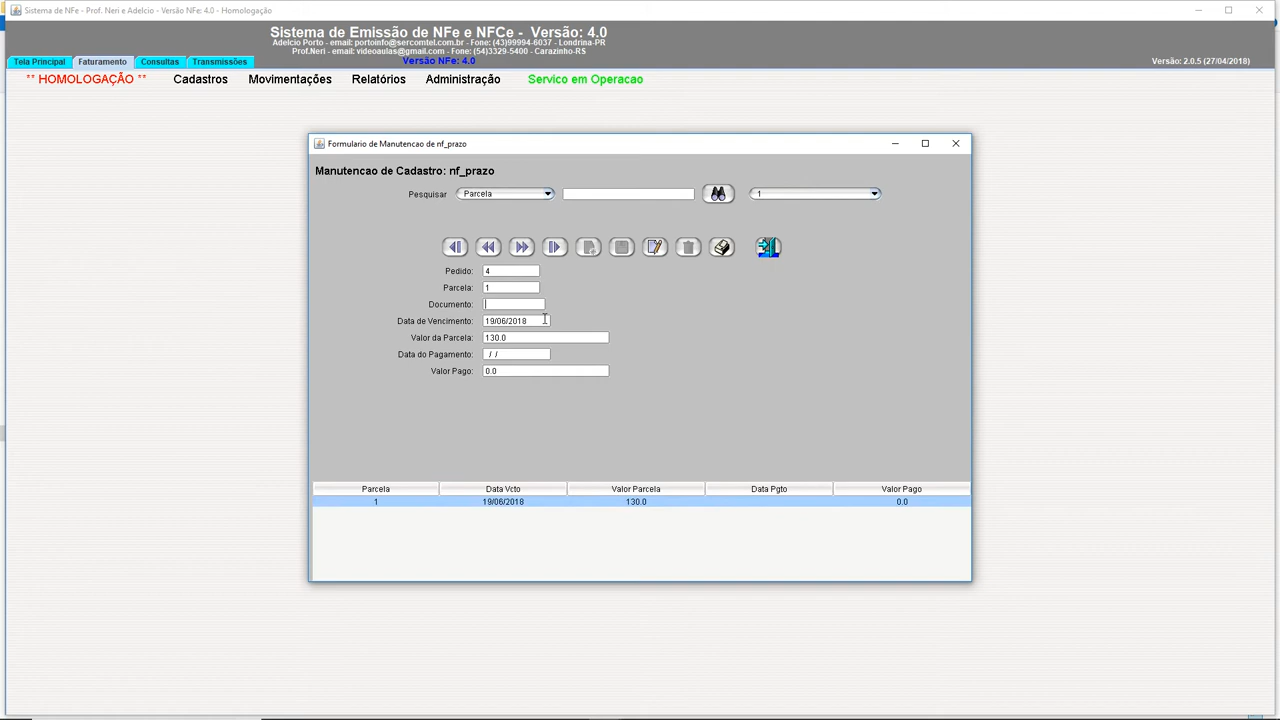 Sistema de NFe - Prof. Neri e Adelcio - Versão NFe: 4.0 - Homologação
Sistema de Emissão de NFe e NFCe - Versão: 4.0
Adelcio Porto - email: portoinfo@sercomtel.com.br - Fone: (43)99994-6037 - Londrina-PR
Prof.Neri - email: videoaulas@gmail.com - Fone: (54)3329-5400 - Carazinho-RS
Versão NFe: 4.0
Tela Principal Faturamento Consultas Transmissões
Versão: 2.0.5 (27/04/2018)
** HOMOLOGAÇÃO ** Cadastros Movimentações Relatórios Administração Servico em Operacao
Formulario de Manutencao de nf_prazo
Manutencao de Cadastro: nf_prazo
Pesquisar Parcela 1
Pedido: 4
Parcela: 1
Documento:
Data de Vencimento: 19/06/2018
Valor da Parcela: 130.0
Data do Pagamento: / /
Valor Pago: 0.0
Parcela Data Vcto Valor Parcela Data Pgto Valor Pago
1 19/06/2018 130.0 0.0